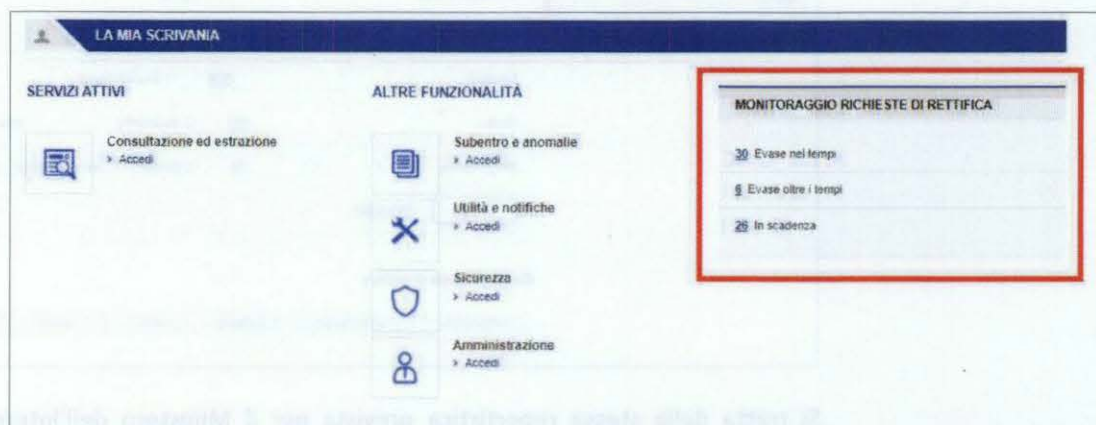 LA MIA SCRIVANIA
SERVIZI ATTIVI
Consultazione ed estrazione
› Accedi
ALTRE FUNZIONALITÀ
Subentro e anomalie
› Accedi
Utilità e notifiche
› Accedi
Sicurezza
› Accedi
Amministrazione
› Accedi
MONITORAGGIO RICHIESTE DI RETTIFICA
30 Evase nei tempi
6 Evase oltre i tempi
26 In scadenza